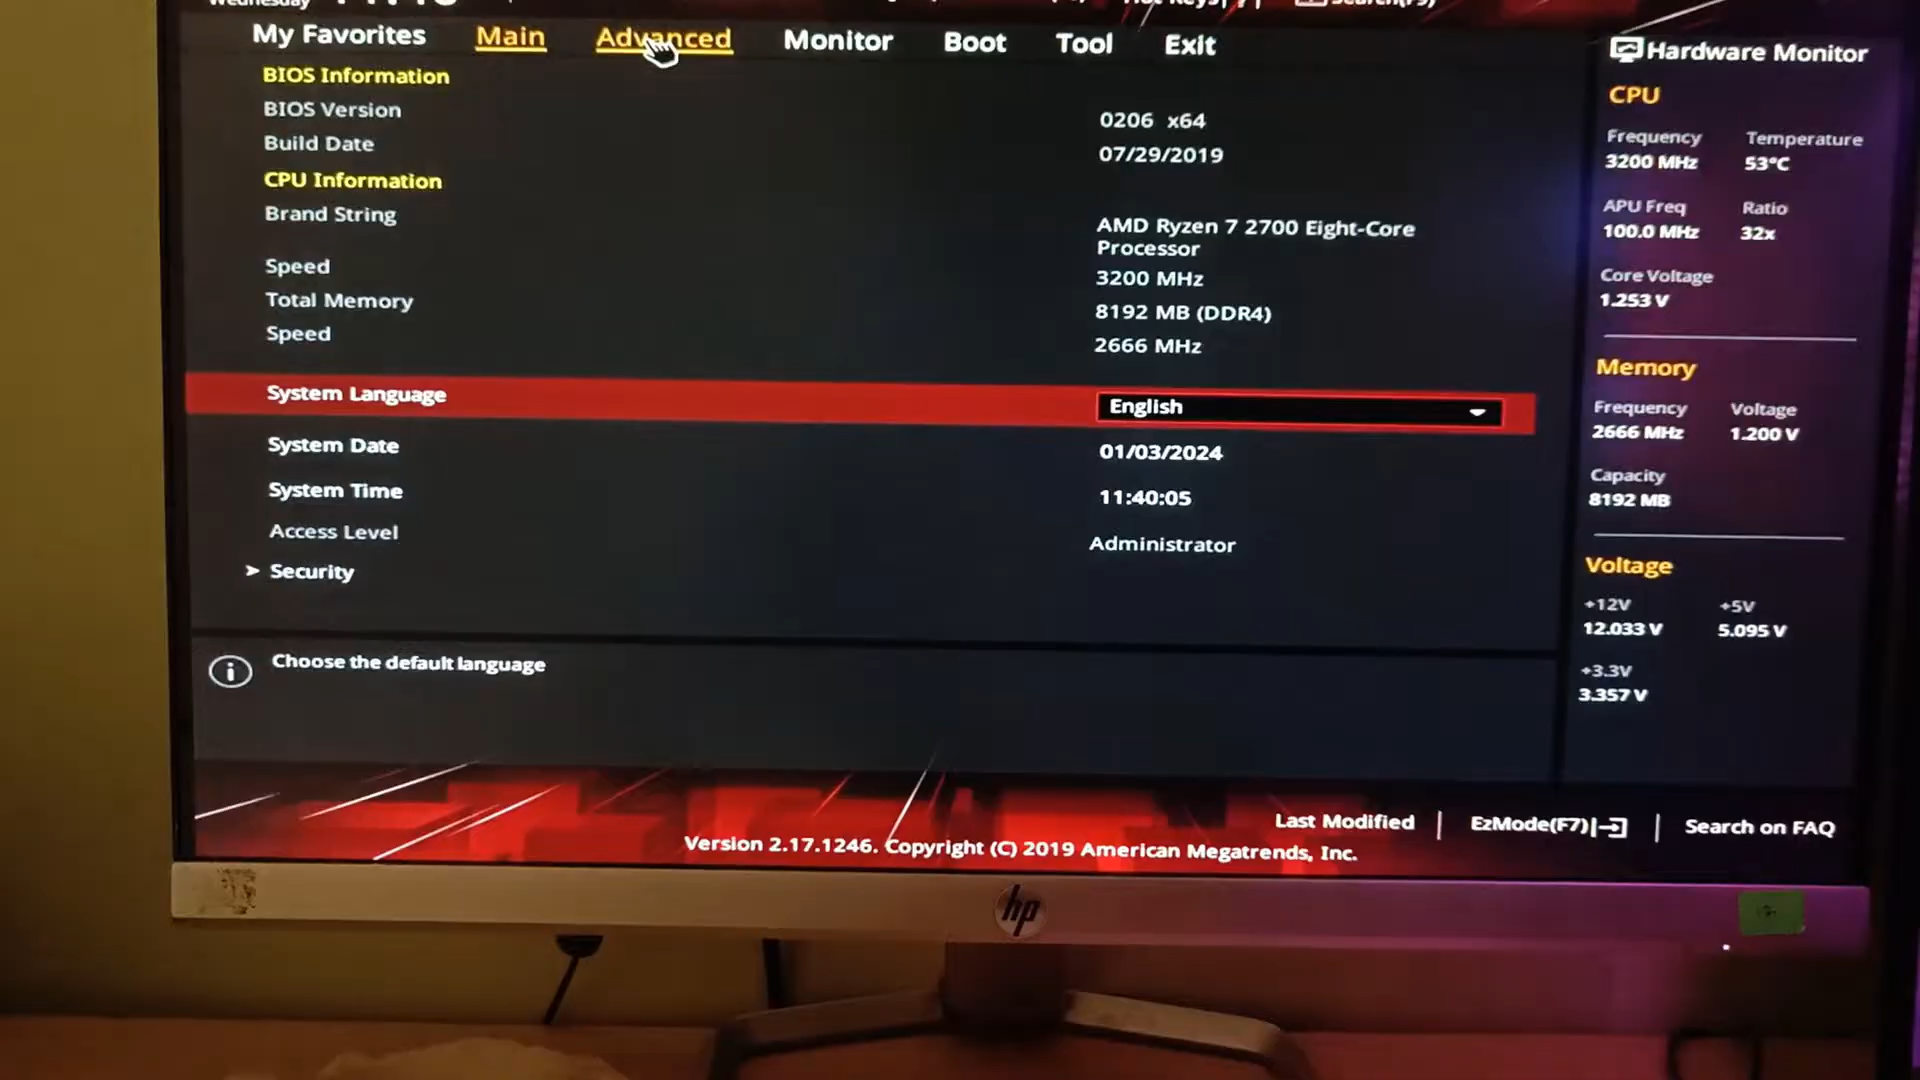 Wednesday
My Favorites Main Advanced Monitor Boot Tool Exit
BIOS Information
BIOS Version 0206 x64
Build Date 07/29/2019
CPU Information
Brand String AMD Ryzen 7 2700 Eight-Core
Processor
Speed 3200 MHz
Total Memory 8192 MB (DDR4)
Speed 2666 MHz
System Language English
System Date 01/03/2024
System Time 11:40:05
Access Level Administrator
> Security
i Choose the default language
Hardware Monitor
CPU
Frequency Temperature
3200 MHz 53°C
APU Freq Ratio
100.0 MHz 32x
Core Voltage
1.253 V
Memory
Frequency Voltage
2666 MHz 1.200 V
Capacity
8192 MB
Voltage
+12V +5V
12.033 V 5.095 V
+3.3V
3.357 V
Last Modified | EzMode(F7) | Search on FAQ
Version 2.17.1246. Copyright (C) 2019 American Megatrends, Inc.
hp